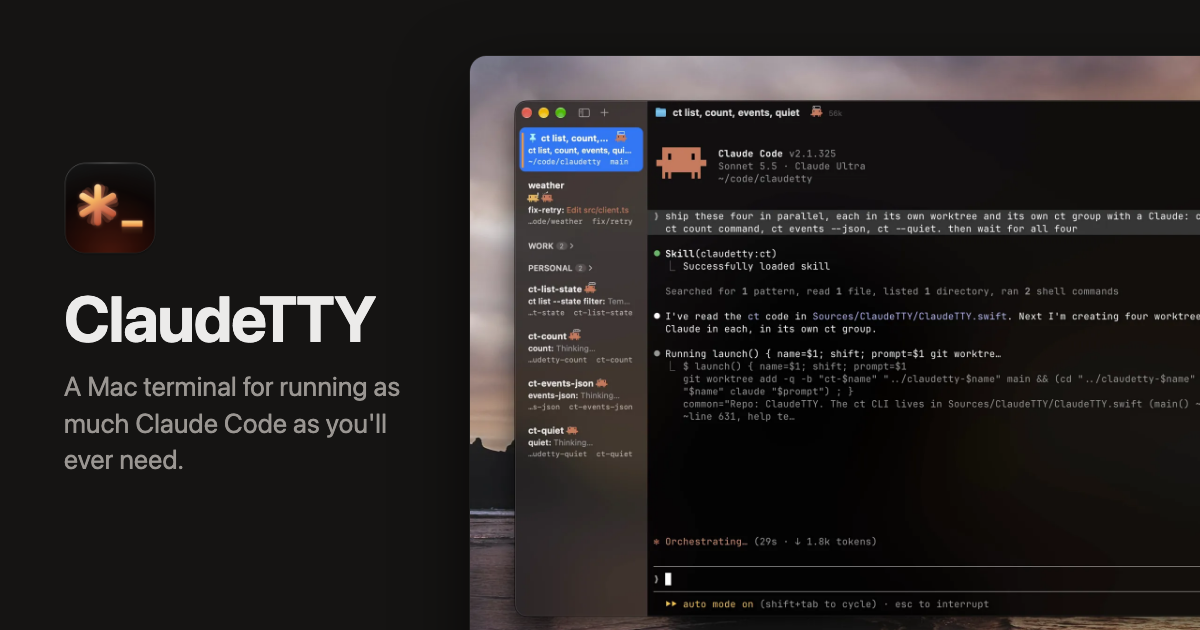 ClaudeTTY
A Mac terminal for running as
much Claude Code as you'll
ever need.
ct list, count,...
ct list, count, events, qui...
~/code/claudetty main
weather
fix-retry: Edit src/client.ts
…ode/weather fix/retry
WORK 2 >
PERSONAL 2 >
ct-list-state
ct list --state filter: Tem...
…t-state ct-list-state
ct-count
count: Thinking...
…udetty-count ct-count
ct-events-json
events-json: Thinking...
…s-json ct-events-json
ct-quiet
quiet: Thinking...
…udetty-quiet ct-quiet
ct list, count, events, quiet 56k
Claude Code v2.1.325
Sonnet 5.5 · Claude Ultra
~/code/claudetty
❯ ship these four in parallel, each in its own worktree and its own ct group with a Claude: c
ct count command, ct events --json, ct --quiet. then wait for all four
Skill(claudetty:ct)
Successfully loaded skill
Searched for 1 pattern, read 1 file, listed 1 directory, ran 2 shell commands
I've read the ct code in Sources/ClaudeTTY/ClaudeTTY.swift. Next I'm creating four worktree
Claude in each, in its own ct group.
Running launch() { name=$1; shift; prompt=$1 git worktre…
$ launch() { name=$1; shift; prompt=$1
git worktree add -q -b "ct-$name" "../claudetty-$name" main && (cd "../claudetty-$name"
"$name" claude "$prompt") ; }
common="Repo: ClaudeTTY. The ct CLI lives in Sources/ClaudeTTY/ClaudeTTY.swift (main() ~
~line 631, help te…
Orchestrating… (29s · ↓ 1.8k tokens)
❯
⏵⏵ auto mode on (shift+tab to cycle) · esc to interrupt